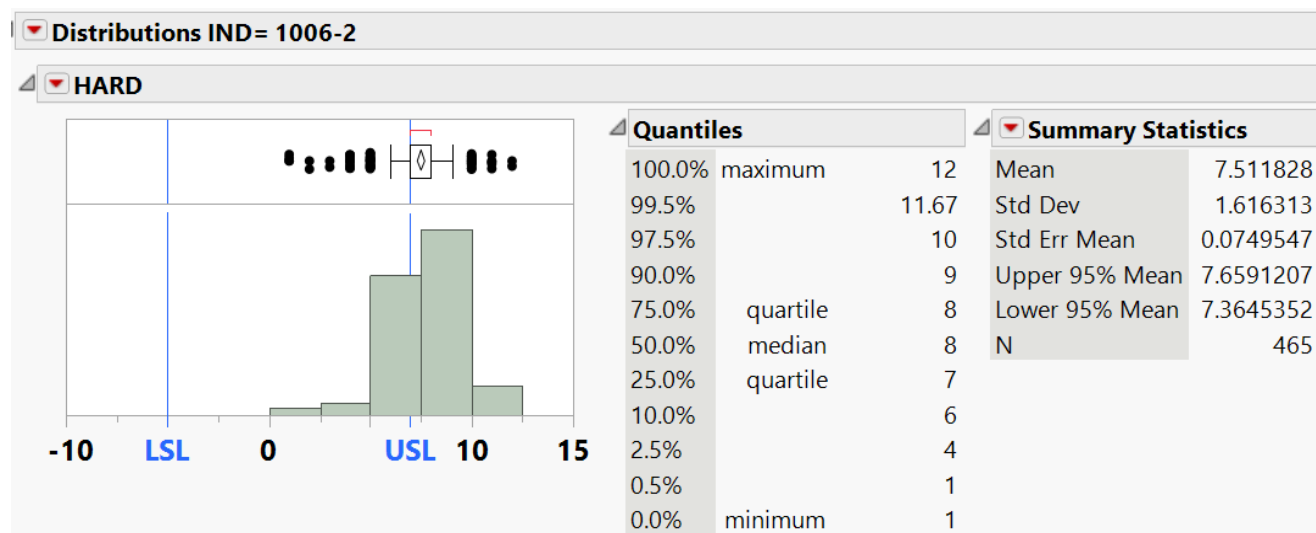 Distributions IND= 1006-2
HARD
-10 LSL 0 USL 10 15
Quantiles
100.0% maximum 12
99.5% 11.67
97.5% 10
90.0% 9
75.0% quartile 8
50.0% median 8
25.0% quartile 7
10.0% 6
2.5% 4
0.5% 1
0.0% minimum 1
Summary Statistics
Mean 7.511828
Std Dev 1.616313
Std Err Mean 0.0749547
Upper 95% Mean 7.6591207
Lower 95% Mean 7.3645352
N 465